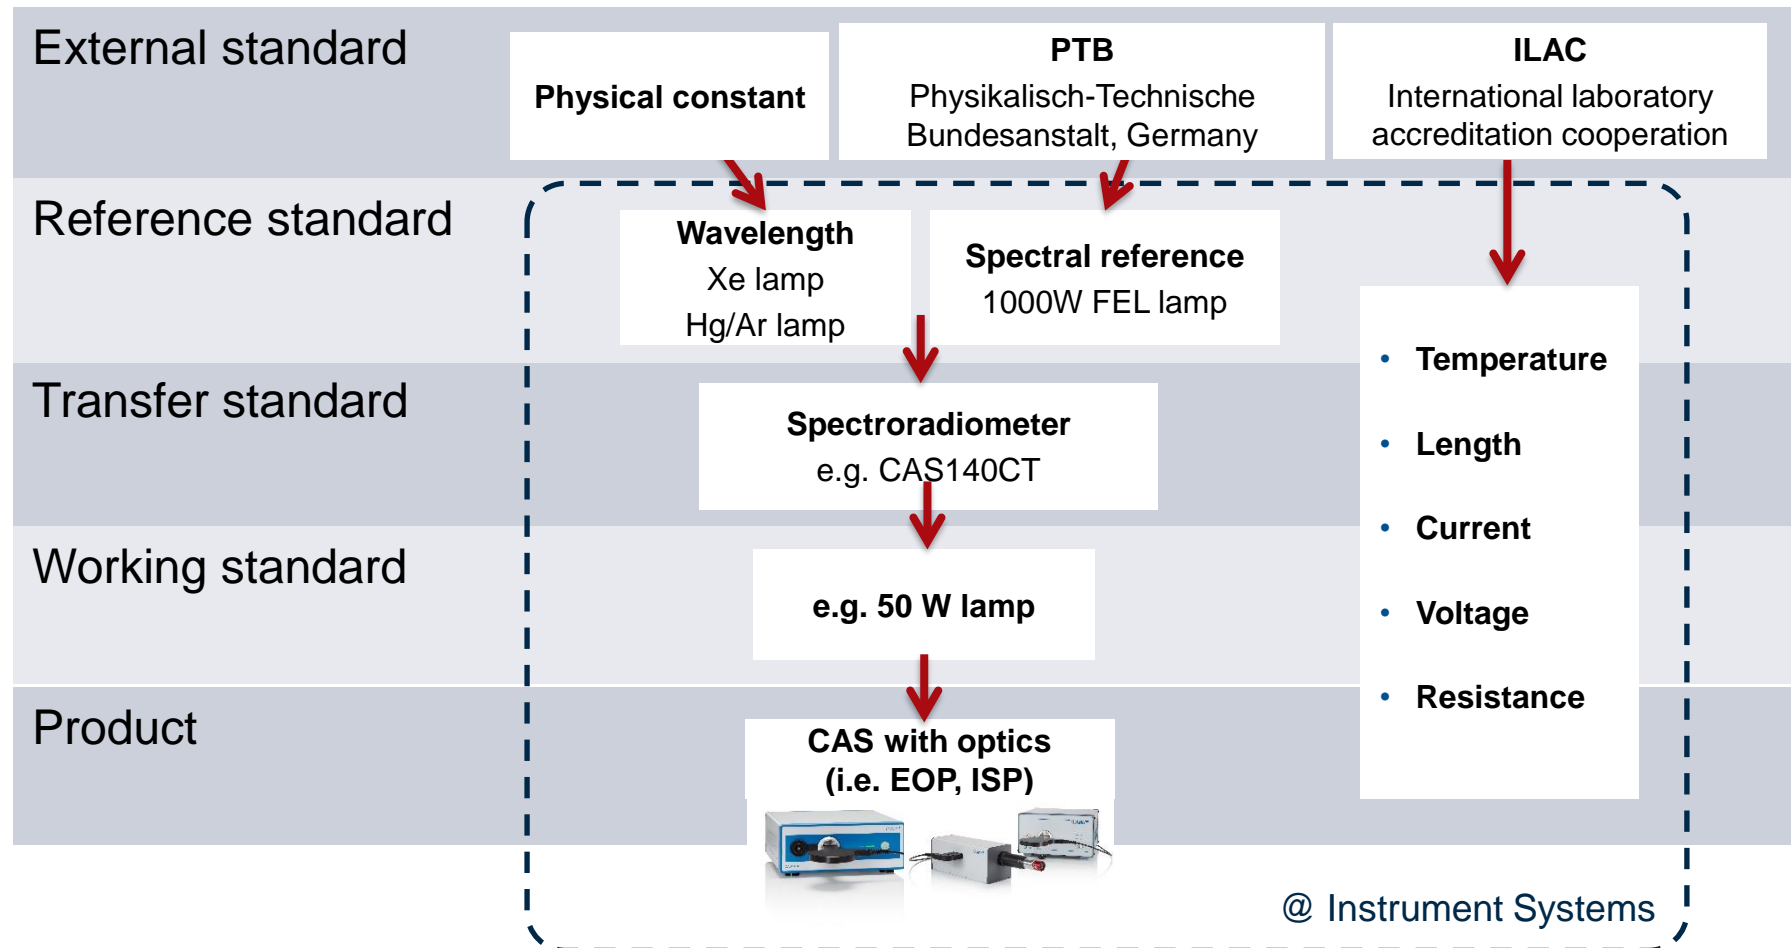 External standard
Physical constant
PTB
Physikalisch-Technische
Bundesanstalt, Germany
ILAC
International laboratory
accreditation cooperation
Reference standard
Wavelength
Xe lamp
Hg/Ar lamp
Spectral reference
1000W FEL lamp
Transfer standard
Spectroradiometer
e.g. CAS140CT
Working standard
e.g. 50 W lamp
Product
CAS with optics
(i.e. EOP, ISP)
• Temperature
• Length
• Current
• Voltage
• Resistance
@ Instrument Systems